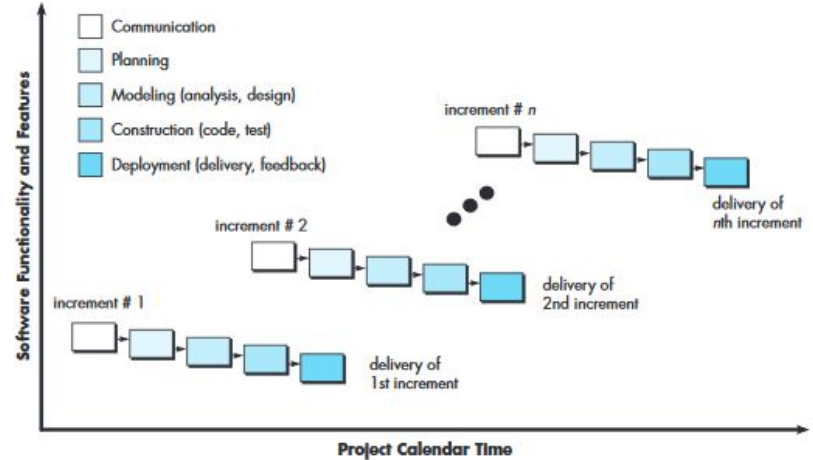 Communication
Planning
Modeling (analysis, design)
Construction (code, test)
Deployment (delivery, feedback)
increment # n
delivery of
nth increment
increment # 2
delivery of
2nd increment
increment # 1
delivery of
1st increment
Software Functionality and Features
Project Calendar Time